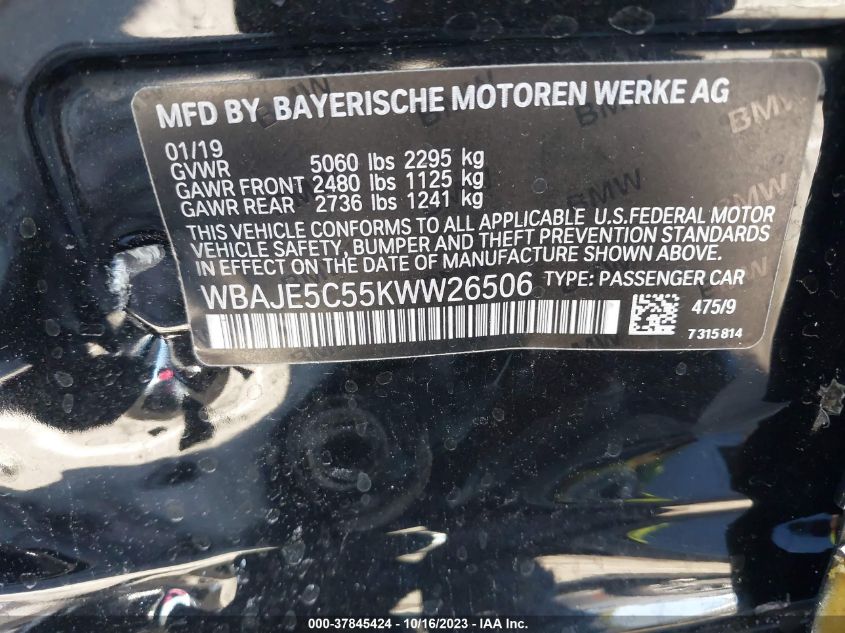 MFD BY BAYERISCHE MOTOREN WERKE AG
01/19
GVWR 5060 lbs 2295 kg
GAWR FRONT 2480 lbs 1125 kg
GAWR REAR 2736 lbs 1241 kg
THIS VEHICLE CONFORMS TO ALL APPLICABLE U.S.FEDERAL MOTOR
VEHICLE SAFETY, BUMPER AND THEFT PREVENTION STANDARDS
IN EFFECT ON THE DATE OF MANUFACTURE SHOWN ABOVE.
WBAJE5C55KWW26506 TYPE: PASSENGER CAR
475/9
7 315 814
BMW
BMW
000-37845424 | 10/16/2023 | © Copyright IAA, Inc.